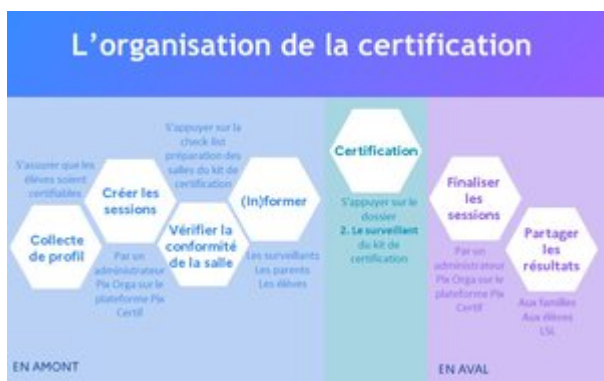 L'organisation de la certification
S'assurer que les
élèves soient
certifiables
Collecte
de profil
Créer les
sessions
Par un
administrateur
Pix Orga sur le
plateforme Pix
Certif
S'appuyer sur la
check list
préparation des
salles du kit de
certification
Vérifier la
conformité
de la salle
(In)former
Les surveillants
Les parents
Les élèves
Certification
S'appuyer sur le
dossier
2. Le surveillant
du kit de
certification
Finaliser
les
sessions
Par un
administrateur
Pix Orga sur le
plateforme Pix
Certif
Partager
les
résultats
Aux familles
Aux élèves
LSL
EN AMONT
EN AVAL